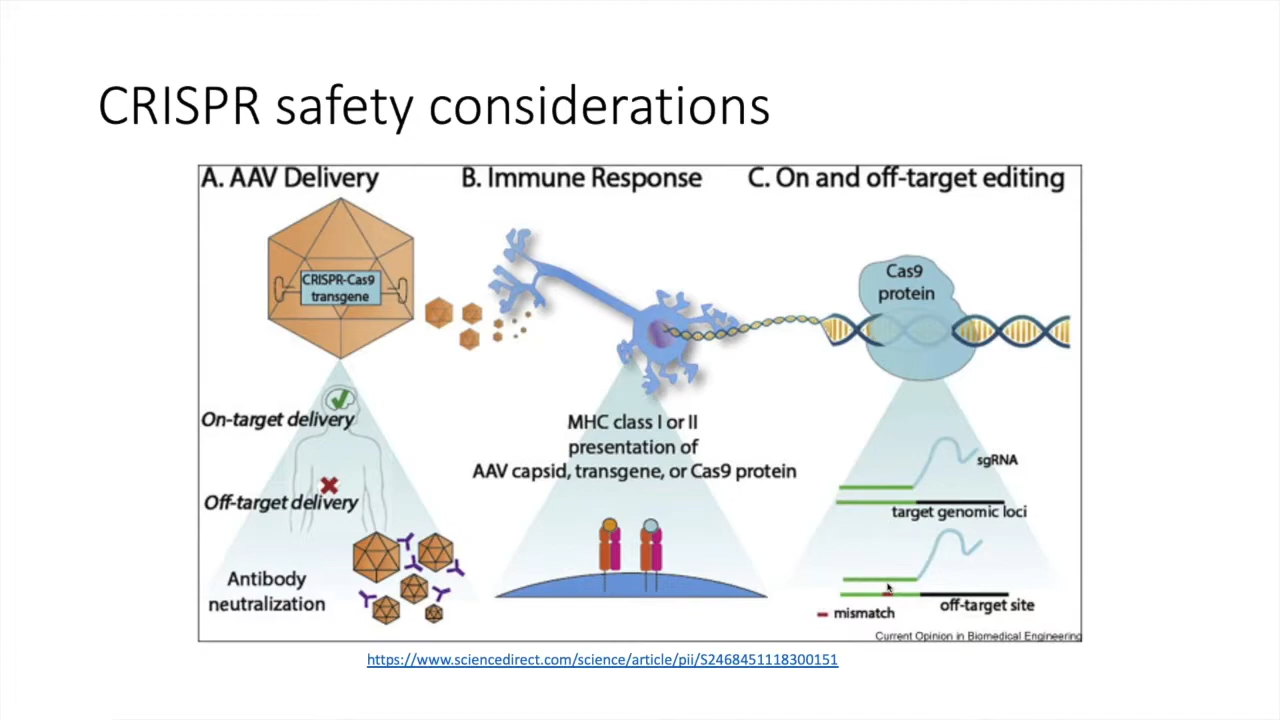 CRISPR safety considerations
A. AAV Delivery
B. Immune Response
C. On and off-target editing
CRISPR-Cas9
transgene
On-target delivery
Off-target delivery
Antibody
neutralization
MHC class I or II
presentation of
AAV capsid, transgene, or Cas9 protein
Cas9
protein
sgRNA
target genomic loci
mismatch
off-target site
Current Opinion in Biomedical Engineering
https://www.sciencedirect.com/science/article/pii/S2468451118300151